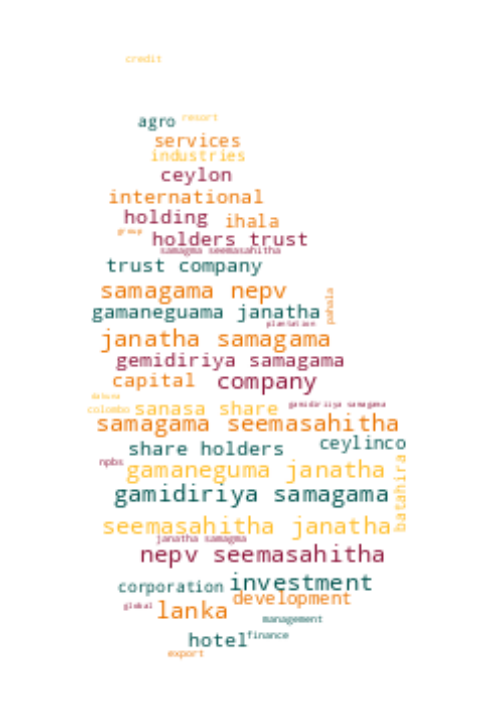 credit
agro resort
services
industries
ceylon
international
holding ihala
group holders trust
samagma seemasahitha
trust company
samagama nepv
pahala
gamaneguama janatha
plantation
janatha samagama
gemidiriya samagama
capital company
colombo sanasa share gamidiriiya samagama
samagama seemasahitha
share holders ceylinco
npbs gamaneguma janatha
batahira
gamidiriya samagama
seemasahitha janatha
janatha samagma
nepv seemasahitha
corporation investment
global lanka development
management
hotel finance
export